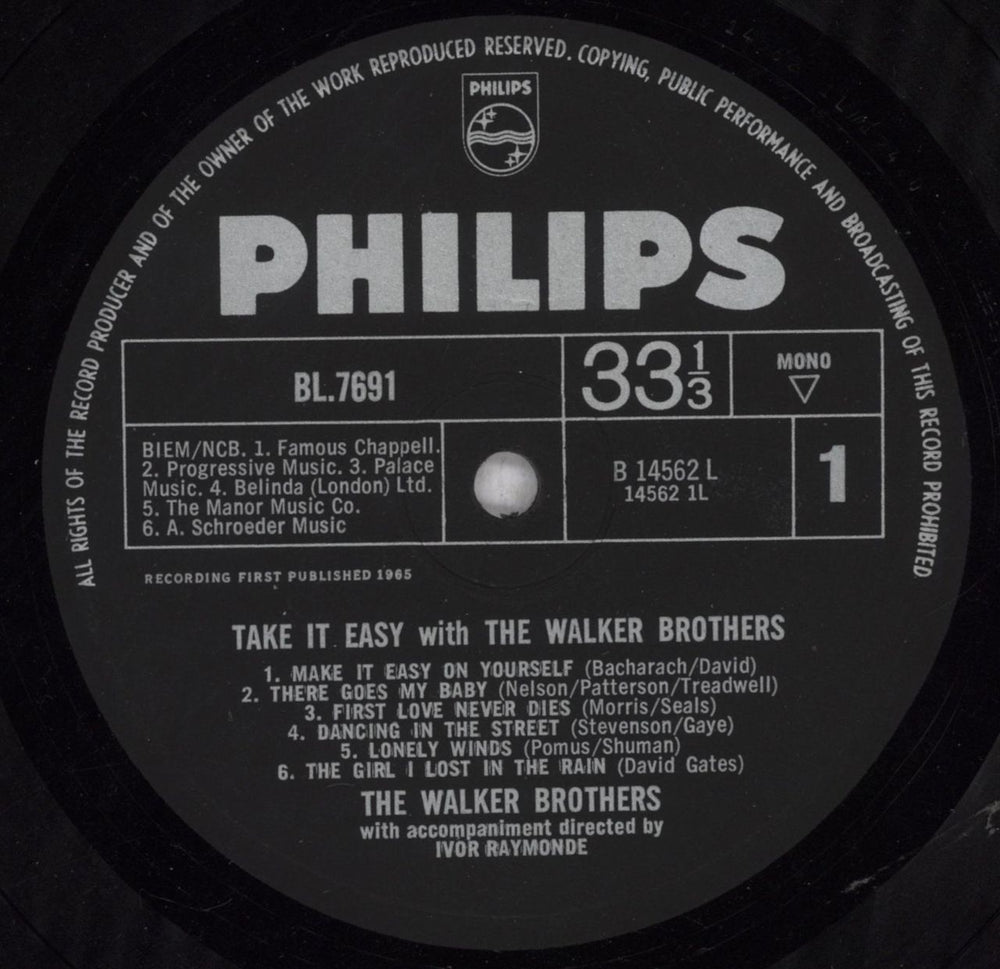 ALL RIGHTS OF THE RECORD PRODUCER AND OF THE OWNER OF THE WORK REPRODUCED RESERVED. COPYING, PUBLIC PERFORMANCE AND BROADCASTING OF THIS RECORD PROHIBITED
PHILIPS
PHILIPS
BL.7691
33⅓
MONO
BIEM/NCB. 1. Famous Chappell.
2. Progressive Music. 3. Palace
Music. 4. Belinda (London) Ltd.
5. The Manor Music Co.
6. A. Schroeder Music
B 14562 L
14562 1L
1
RECORDING FIRST PUBLISHED 1965
TAKE IT EASY with THE WALKER BROTHERS
1. MAKE IT EASY ON YOURSELF (Bacharach/David)
2. THERE GOES MY BABY (Nelson/Patterson/Treadwell)
3. FIRST LOVE NEVER DIES (Morris/Seals)
4. DANCING IN THE STREET (Stevenson/Gaye)
5. LONELY WINDS (Pomus/Shuman)
6. THE GIRL I LOST IN THE RAIN (David Gates)
THE WALKER BROTHERS
with accompaniment directed by
IVOR RAYMONDE